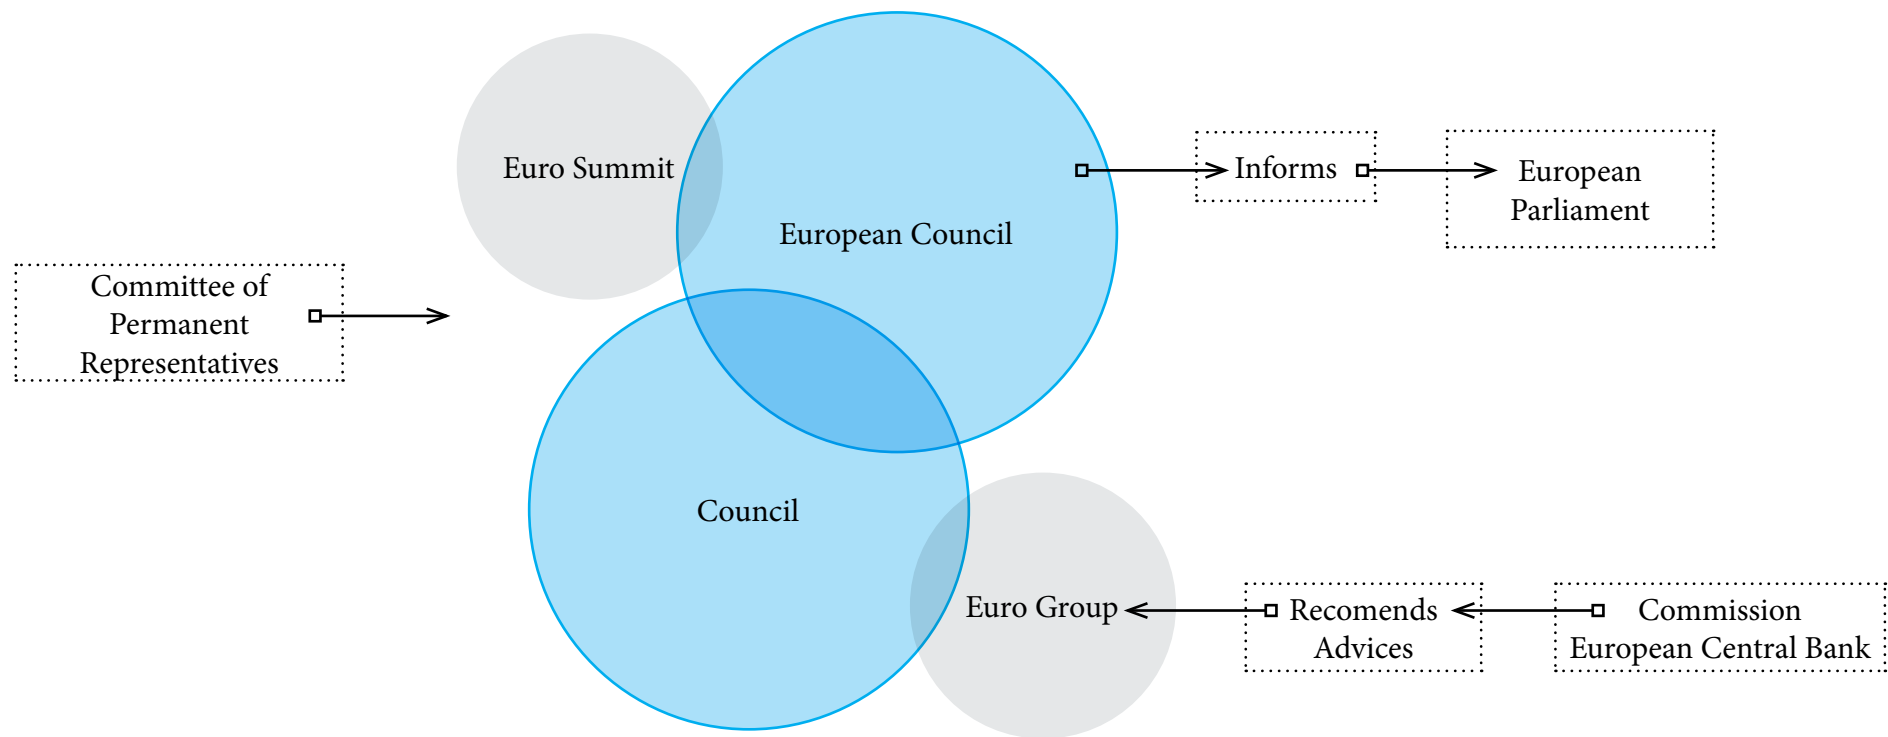 Euro Summit
European Council
Informs
European
Parliament
Committee of
Permanent
Representatives
Council
Euro Group
Recomends
Advices
Commission
European Central Bank